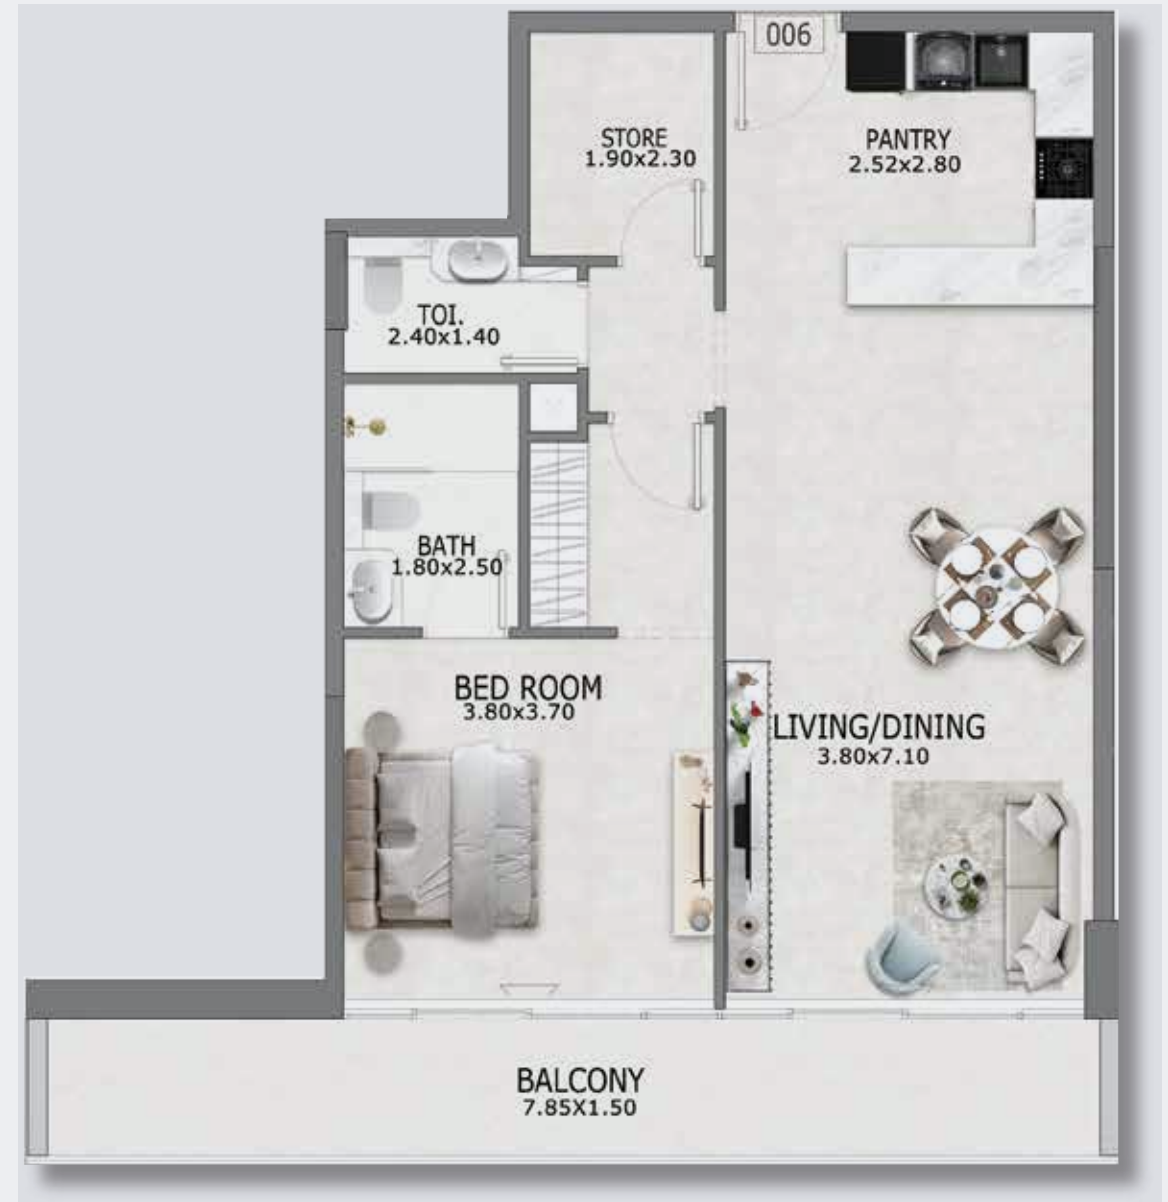 006
STORE
1.90x2.30
PANTRY
2.52x2.80
TOI.
2.40x1.40
BATH
1.80x2.50
BED ROOM
3.80x3.70
LIVING/DINING
3.80x7.10
BALCONY
7.85X1.50